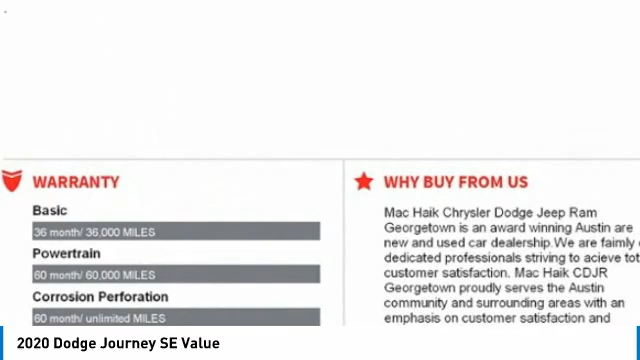 WARRANTY
Basic
36 month/ 36,000 MILES
Powertrain
60 month/ 60,000 MILES
Corrosion Perforation
60 month/ unlimited MILES
WHY BUY FROM US
Mac Haik Chrysler Dodge Jeep Ram
Georgetown is an award winning Austin are
new and used car dealership.We are faimly
dedicated professionals striving to acieve tot
customer satisfaction. Mac Haik CDJR
Georgetown proudly serves the Austin
community and surrounding areas with an
emphasis on customer satisfaction and
2020 Dodge Journey SE Value